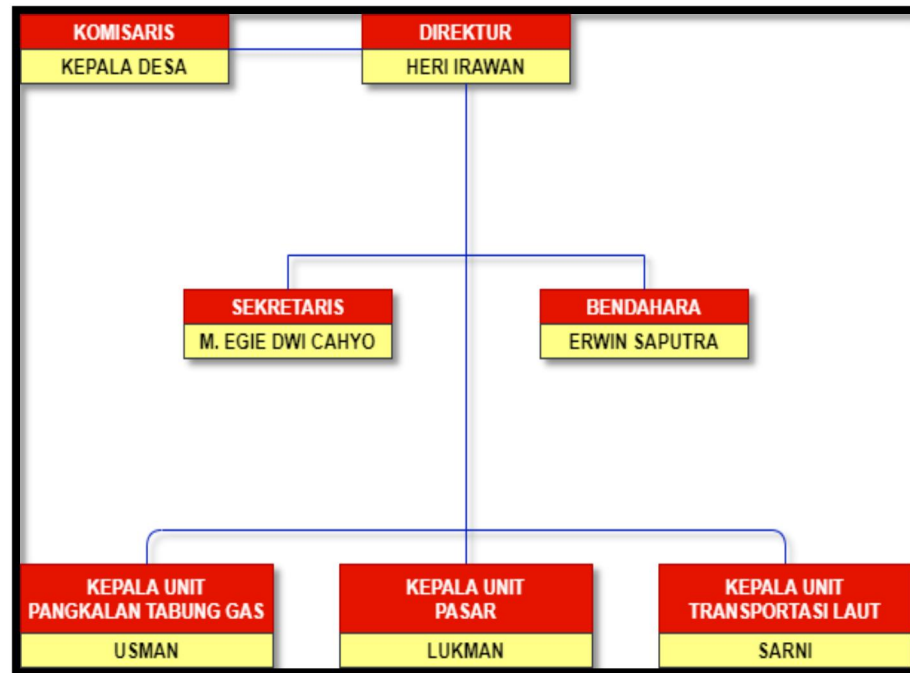 KOMISARIS
KEPALA DESA
DIREKTUR
HERI IRAWAN
SEKRETARIS
M. EGIE DWI CAHYO
BENDAHARA
ERWIN SAPUTRA
KEPALA UNIT
PANGKALAN TABUNG GAS
USMAN
KEPALA UNIT
PASAR
LUKMAN
KEPALA UNIT
TRANSPORTASI LAUT
SARNI